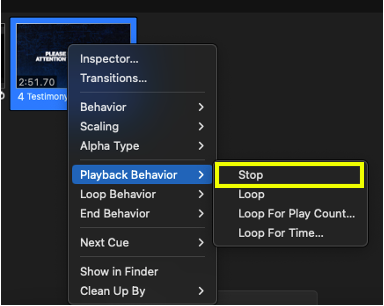 PLEASE
ATTENTION
2:51.70
4 Testimony
Inspector...
Transitions...
Behavior
Scaling
Alpha Type
Playback Behavior
Loop Behavior
End Behavior
Next Cue
Show in Finder
Clean Up By
Stop
Loop
Loop For Play Count...
Loop For Time...